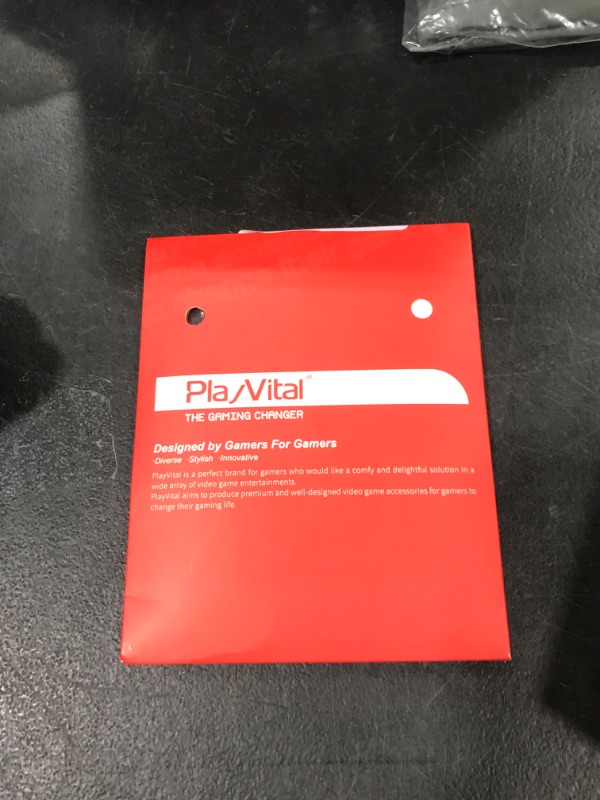 PlayVital®
THE GAMING CHANGER
Designed by Gamers For Gamers
·Diverse ·Stylish ·Innovative
PlayVital is a perfect brand for gamers who would like a comfy and delightful solution in a
wide array of video game entertainments.
PlayVital aims to produce premium and well-designed video game accessories for gamers to
change their gaming life.